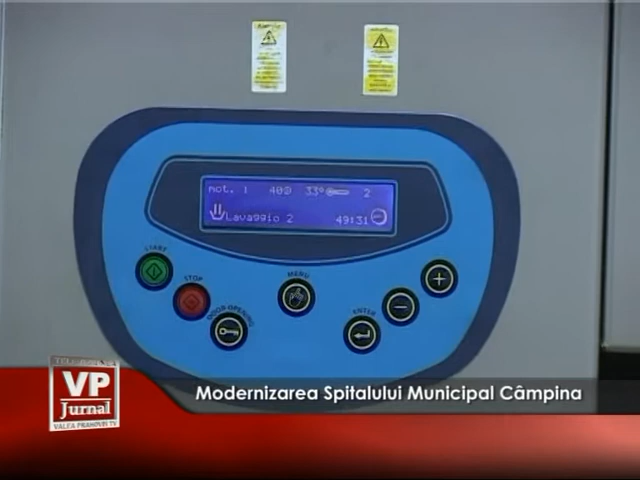 mot. 1 40 33° 2
Lavaggio 2 49:31
START
STOP
DOOR OPENING
MENU
ENTER
-
+
VP
Jurnal
VALEA PRAHOVEI TV
Modernizarea Spitalului Municipal Câmpina